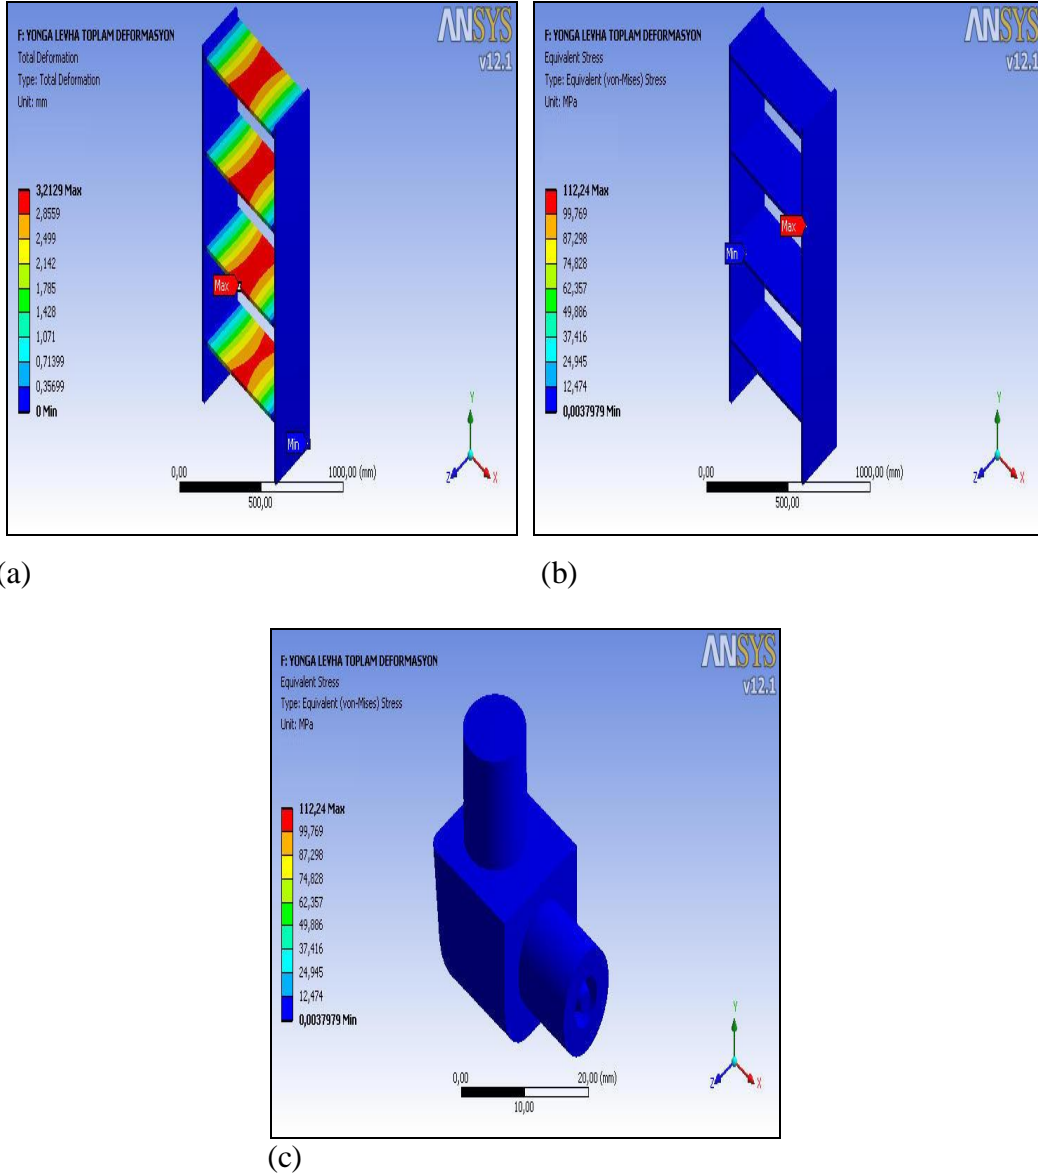 ANSYS
v12.1
F: YONGA LEVHA TOPLAM DEFORMASYON
Total Deformation
Type: Total Deformation
Unit: mm
3,2129 Max
2,8559
2,499
2,142
1,785
1,428
1,071
0,71399
0,35699
0 Min
Max
Min
0,00
1000,00 (mm)
500,00
Y
Z
X
(a)
ANSYS
v12.1
F: YONGA LEVHA TOPLAM DEFORMASYON
Equivalent Stress
Type: Equivalent (von-Mises) Stress
Unit: MPa
112,24 Max
99,769
87,298
74,828
62,357
49,886
37,416
24,945
12,474
0,0037979 Min
Max
Min
0,00
1000,00 (mm)
500,00
Y
Z
X
(b)
ANSYS
v12.1
F: YONGA LEVHA TOPLAM DEFORMASYON
Equivalent Stress
Type: Equivalent (von-Mises) Stress
Unit: MPa
112,24 Max
99,769
87,298
74,828
62,357
49,886
37,416
24,945
12,474
0,0037979 Min
0,00
20,00 (mm)
10,00
Y
Z
X
(c)